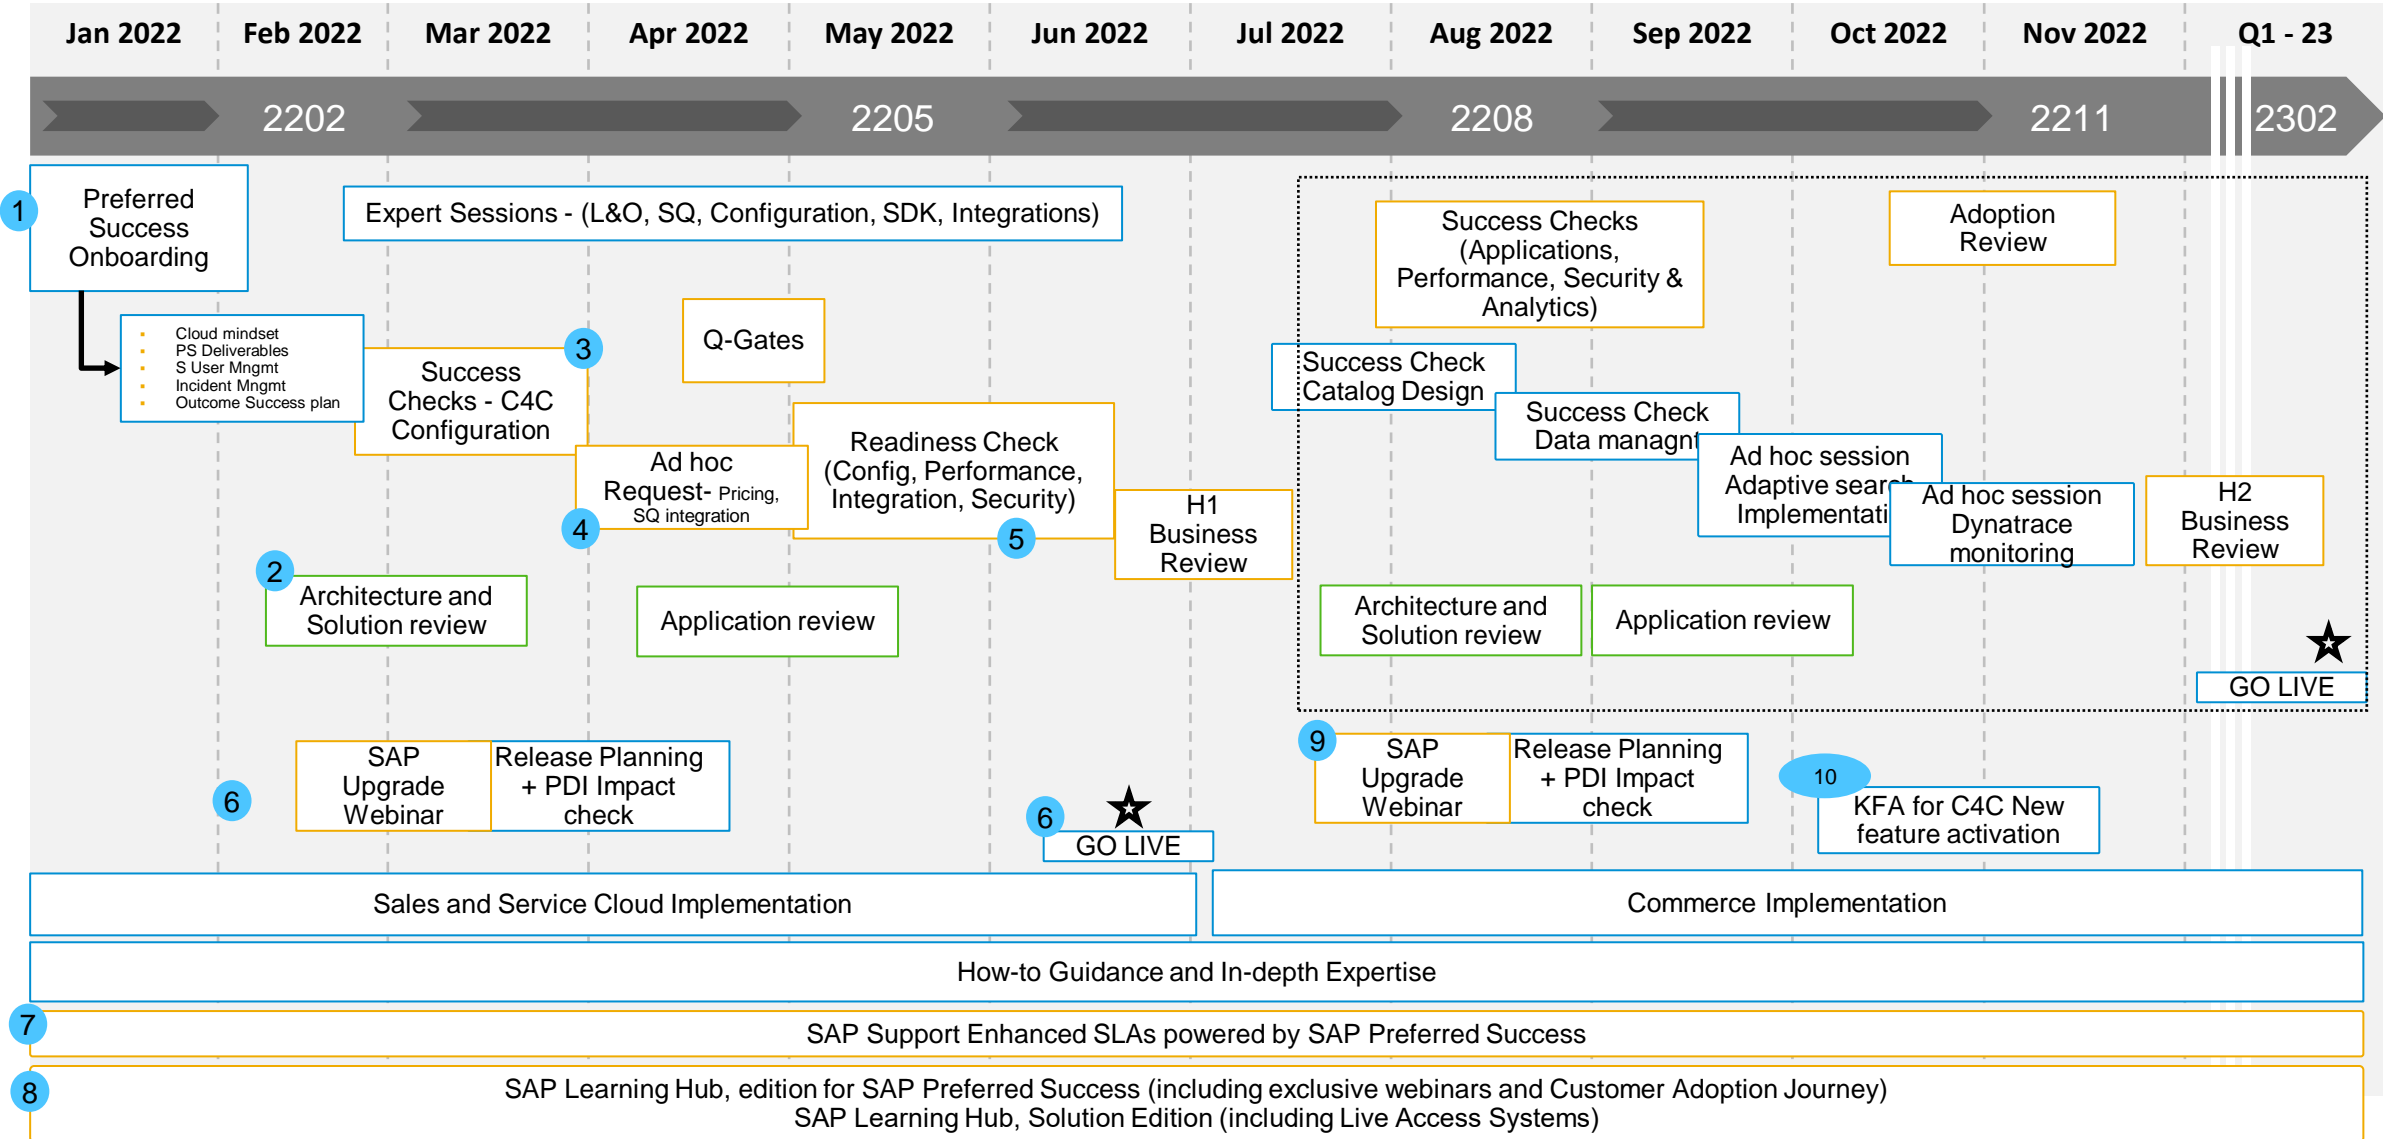 Jan 2022
Feb 2022
Mar 2022
Apr 2022
May 2022
Jun 2022
Jul 2022
Aug 2022
Sep 2022
Oct 2022
Nov 2022
Q1 - 23
2202
2205
2208
2211
2302
1
Preferred
Success
Onboarding
Expert Sessions - (L&O, SQ, Configuration, SDK, Integrations)
Success Checks
(Applications,
Performance, Security &
Analytics)
Adoption
Review
Cloud mindset
PS Deliverables
S User Mngmt
Incident Mngmt
Outcome Success plan
3
Success
Checks - C4C
Configuration
Q-Gates
Success Check
Catalog Design
Success Check
Data managnt
4
Ad hoc
Request- Pricing,
SQ integration
Readiness Check
(Config, Performance,
Integration, Security)
5
H1
Business
Review
Ad hoc session
Adaptive search
Implementati
Ad hoc session
Dynatrace
monitoring
H2
Business
Review
2
Architecture and
Solution review
Application review
Architecture and
Solution review
Application review
GO LIVE
6
SAP
Upgrade
Webinar
Release Planning
+ PDI Impact
check
6
GO LIVE
9
SAP
Upgrade
Webinar
Release Planning
+ PDI Impact
check
10
KFA for C4C New
feature activation
Sales and Service Cloud Implementation
Commerce Implementation
How-to Guidance and In-depth Expertise
7
SAP Support Enhanced SLAs powered by SAP Preferred Success
8
SAP Learning Hub, edition for SAP Preferred Success (including exclusive webinars and Customer Adoption Journey)
SAP Learning Hub, Solution Edition (including Live Access Systems)